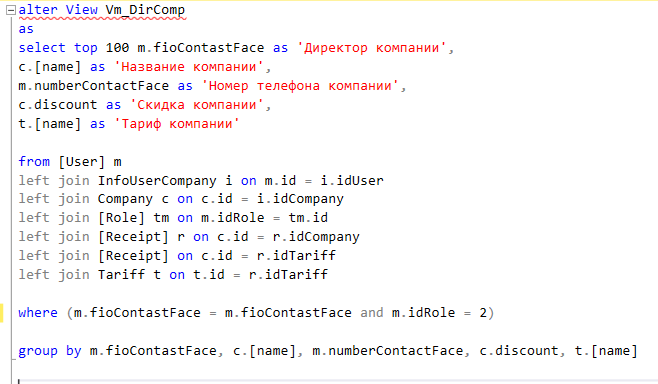 alter View Vm_DirComp
as
select top 100 m.fioContastFace as 'Директор компании',
c.[name] as 'Название компании',
m.numberContactFace as 'Номер телефона компании',
c.discount as 'Скидка компании',
t.[name] as 'Тариф компании'
from [User] m
left join InfoUserCompany i on m.id = i.idUser
left join Company c on c.id = i.idCompany
left join [Role] tm on m.idRole = tm.id
left join [Receipt] r on c.id = r.idCompany
left join [Receipt] on c.id = r.idTariff
left join Tariff t on t.id = r.idTariff
where (m.fioContastFace = m.fioContastFace and m.idRole = 2)
group by m.fioContastFace, c.[name], m.numberContactFace, c.discount, t.[name]